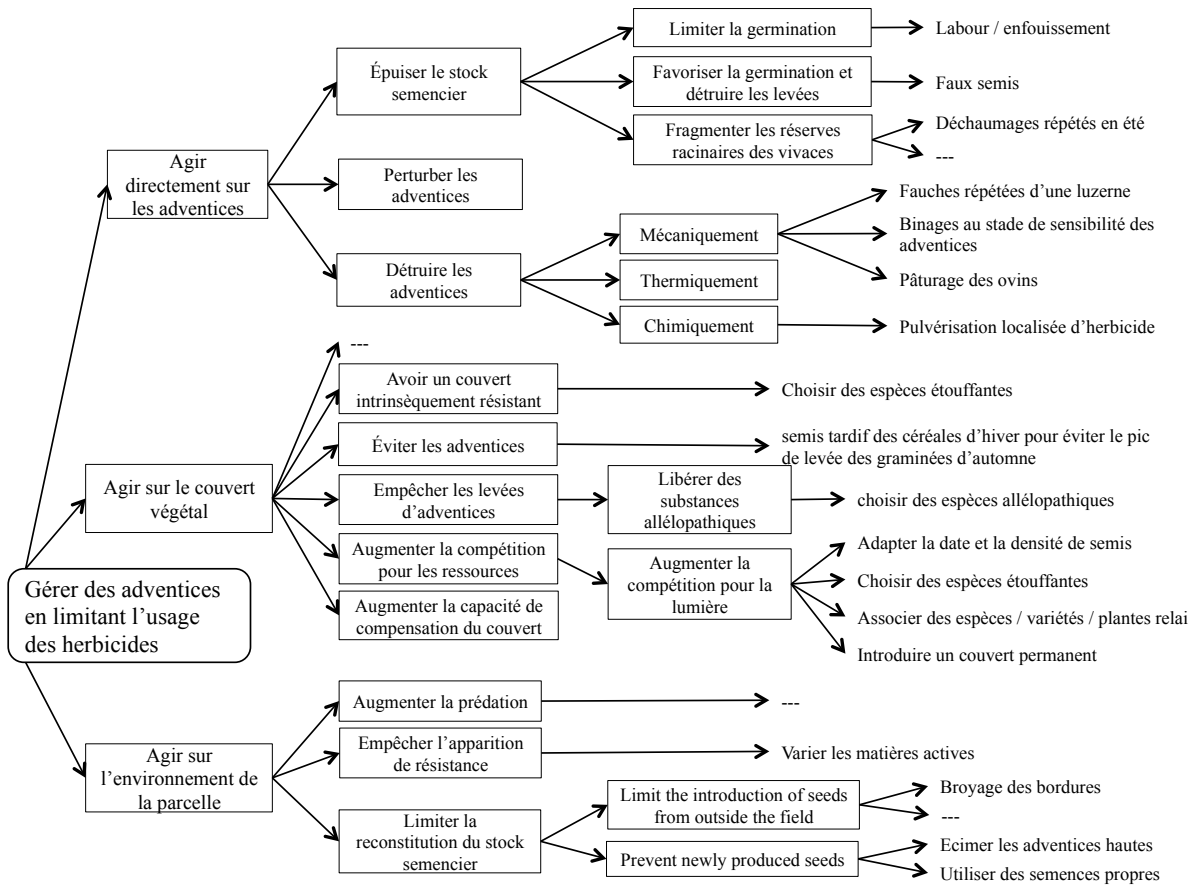 Limiter la germination
Labour / enfouissement
Épuiser le stock
semencier
Favoriser la germination et
détruire les levées
Faux semis
Fragmenter les réserves
racinaires des vivaces
Déchaumages répétés en été
---
Agir
directement sur
les adventices
Perturber les
adventices
Fauches répétées d’une luzerne
Mécaniquement
Binages au stade de sensibilité des
adventices
Détruire les
adventices
Thermiquement
Pâturage des ovins
Chimiquement
Pulvérisation localisée d’herbicide
---
Avoir un couvert
intrinsèquement résistant
Choisir des espèces étouffantes
Éviter les adventices
semis tardif des céréales d’hiver pour éviter le pic
de levée des graminées d’automne
Agir sur le couvert
végétal
Empêcher les levées
d’adventices
Libérer des
substances
allélopathiques
choisir des espèces allélopathiques
Augmenter la compétition
pour les ressources
Augmenter la
compétition pour la
lumière
Adapter la date et la densité de semis
Choisir des espèces étouffantes
Associer des espèces / variétés / plantes relai
Introduire un couvert permanent
Augmenter la capacité de
compensation du couvert
Gérer des adventices
en limitant l’usage
des herbicides
Augmenter la prédation
---
Agir sur
l’environnement de
la parcelle
Empêcher l’apparition
de résistance
Varier les matières actives
Limiter la
reconstitution du stock
semencier
Limit the introduction of seeds
from outside the field
Broyage des bordures
---
Prevent newly produced seeds
Ecimer les adventices hautes
Utiliser des semences propres